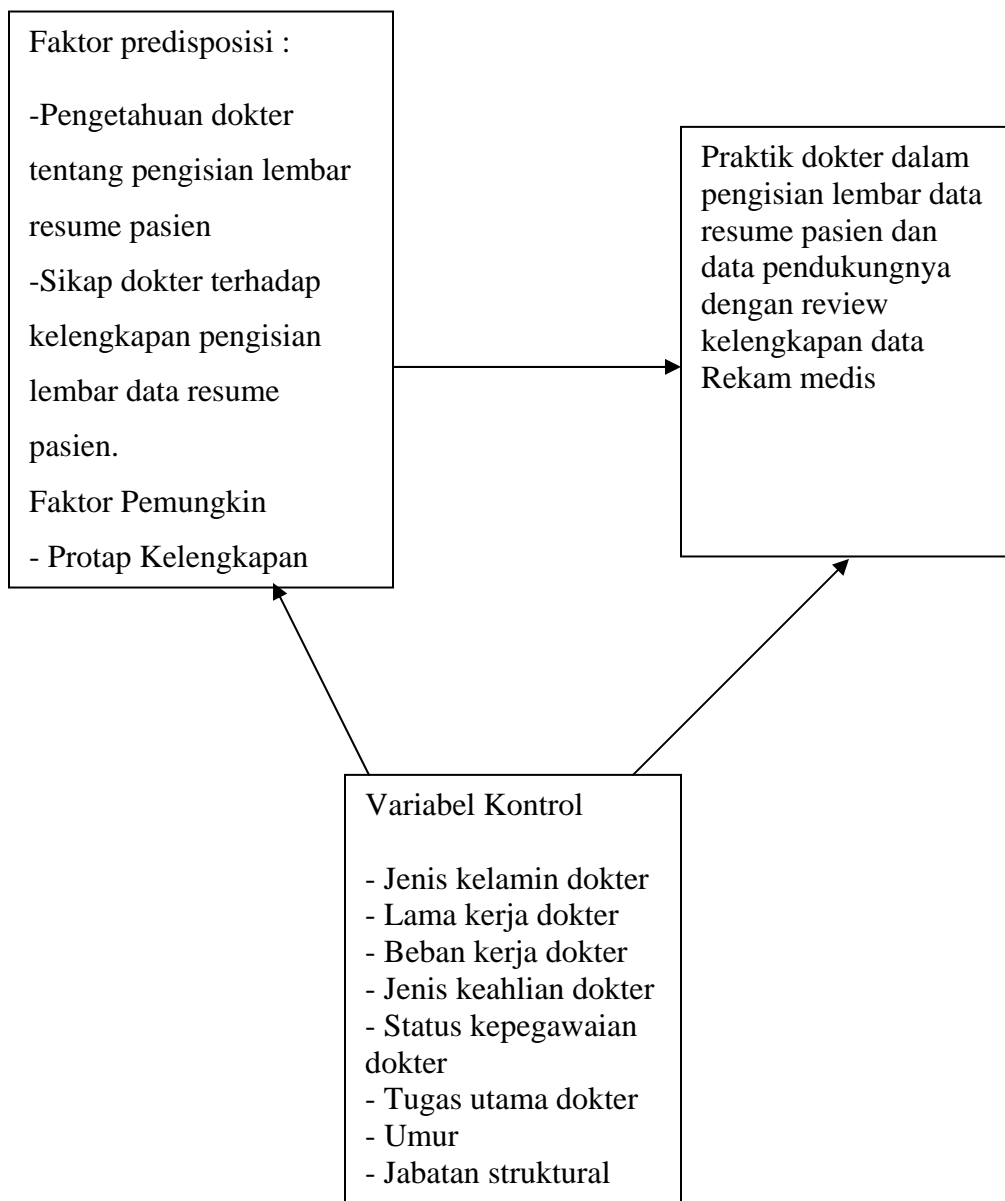 Faktor predisposisi :
-Pengetahuan dokter
tentang pengisian lembar
resume pasien
-Sikap dokter terhadap
kelengkapan pengisian
lembar data resume
pasien.
Faktor Pemungkin
- Protap Kelengkapan
Praktik dokter dalam
pengisian lembar data
resume pasien dan
data pendukungnya
dengan review
kelengkapan data
Rekam medis
Variabel Kontrol
- Jenis kelamin dokter
- Lama kerja dokter
- Beban kerja dokter
- Jenis keahlian dokter
- Status kepegawaian
dokter
- Tugas utama dokter
- Umur
- Jabatan struktural